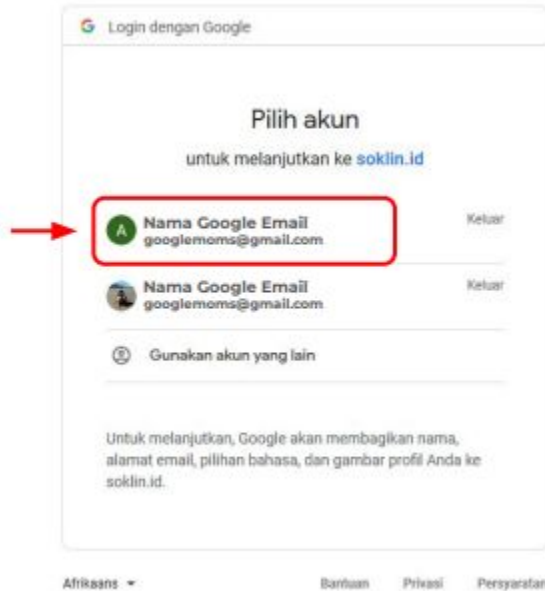 Login dengan Google
Pilih akun
untuk melanjutkan ke soklin.id
A Nama Google Email Keluar
googlemoms@gmail.com
Nama Google Email Keluar
googlemoms@gmail.com
Gunakan akun yang lain
Untuk melanjutkan, Google akan membagikan nama,
alamat email, pilihan bahasa, dan gambar profil Anda ke
soklin.id.
Afrikaans Bantuan Privasi Persyaratan